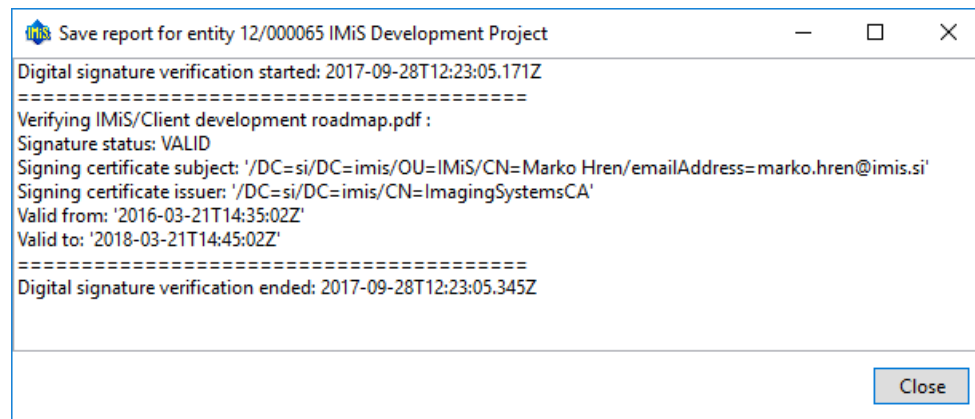 IMiS Save report for entity 12/000065 IMiS Development Project
Digital signature verification started: 2017-09-28T12:23:05.171Z
========================================
Verifying IMiS/Client development roadmap.pdf :
Signature status: VALID
Signing certificate subject: '/DC=si/DC=imis/OU=IMiS/CN=Marko Hren/emailAddress=marko.hren@imis.si'
Signing certificate issuer: '/DC=si/DC=imis/CN=ImagingSystemsCA'
Valid from: '2016-03-21T14:35:02Z'
Valid to: '2018-03-21T14:45:02Z'
========================================
Digital signature verification ended: 2017-09-28T12:23:05.345Z
Close